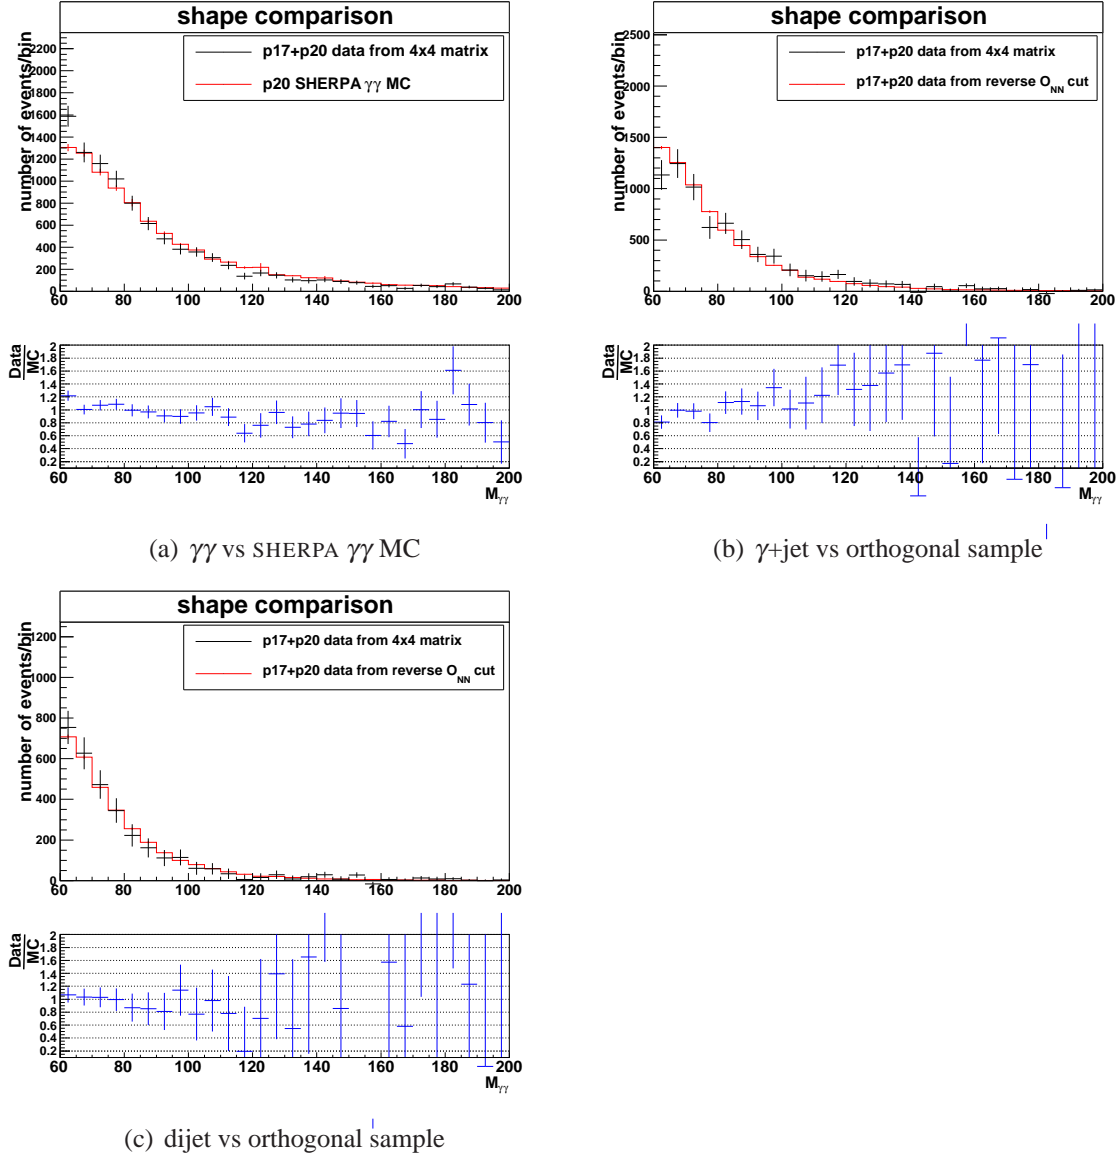 shape comparison
p17+p20 data from 4x4 matrix
p20 SHERPA γγ MC
number of events/bin
2200
2000
1800
1600
1400
1200
1000
800
600
400
200
0
60 80 100 120 140 160 180 200
Data
MC
2
1.8
1.6
1.4
1.2
1
0.8
0.6
0.4
0.2
60 80 100 120 140 160 180 200
Mγγ
(a) γγ vs SHERPA γγ MC
shape comparison
p17+p20 data from 4x4 matrix
p17+p20 data from reverse O_NN cut
number of events/bin
2500
2000
1500
1000
500
0
60 80 100 120 140 160 180 200
Data
MC
2
1.8
1.6
1.4
1.2
1
0.8
0.6
0.4
0.2
60 80 100 120 140 160 180 200
Mγγ
(b) γ+jet vs orthogonal sample
shape comparison
p17+p20 data from 4x4 matrix
p17+p20 data from reverse O_NN cut
number of events/bin
1200
1000
800
600
400
200
0
60 80 100 120 140 160 180 200
Data
MC
2
1.8
1.6
1.4
1.2
1
0.8
0.6
0.4
0.2
60 80 100 120 140 160 180 200
Mγγ
(c) dijet vs orthogonal sample